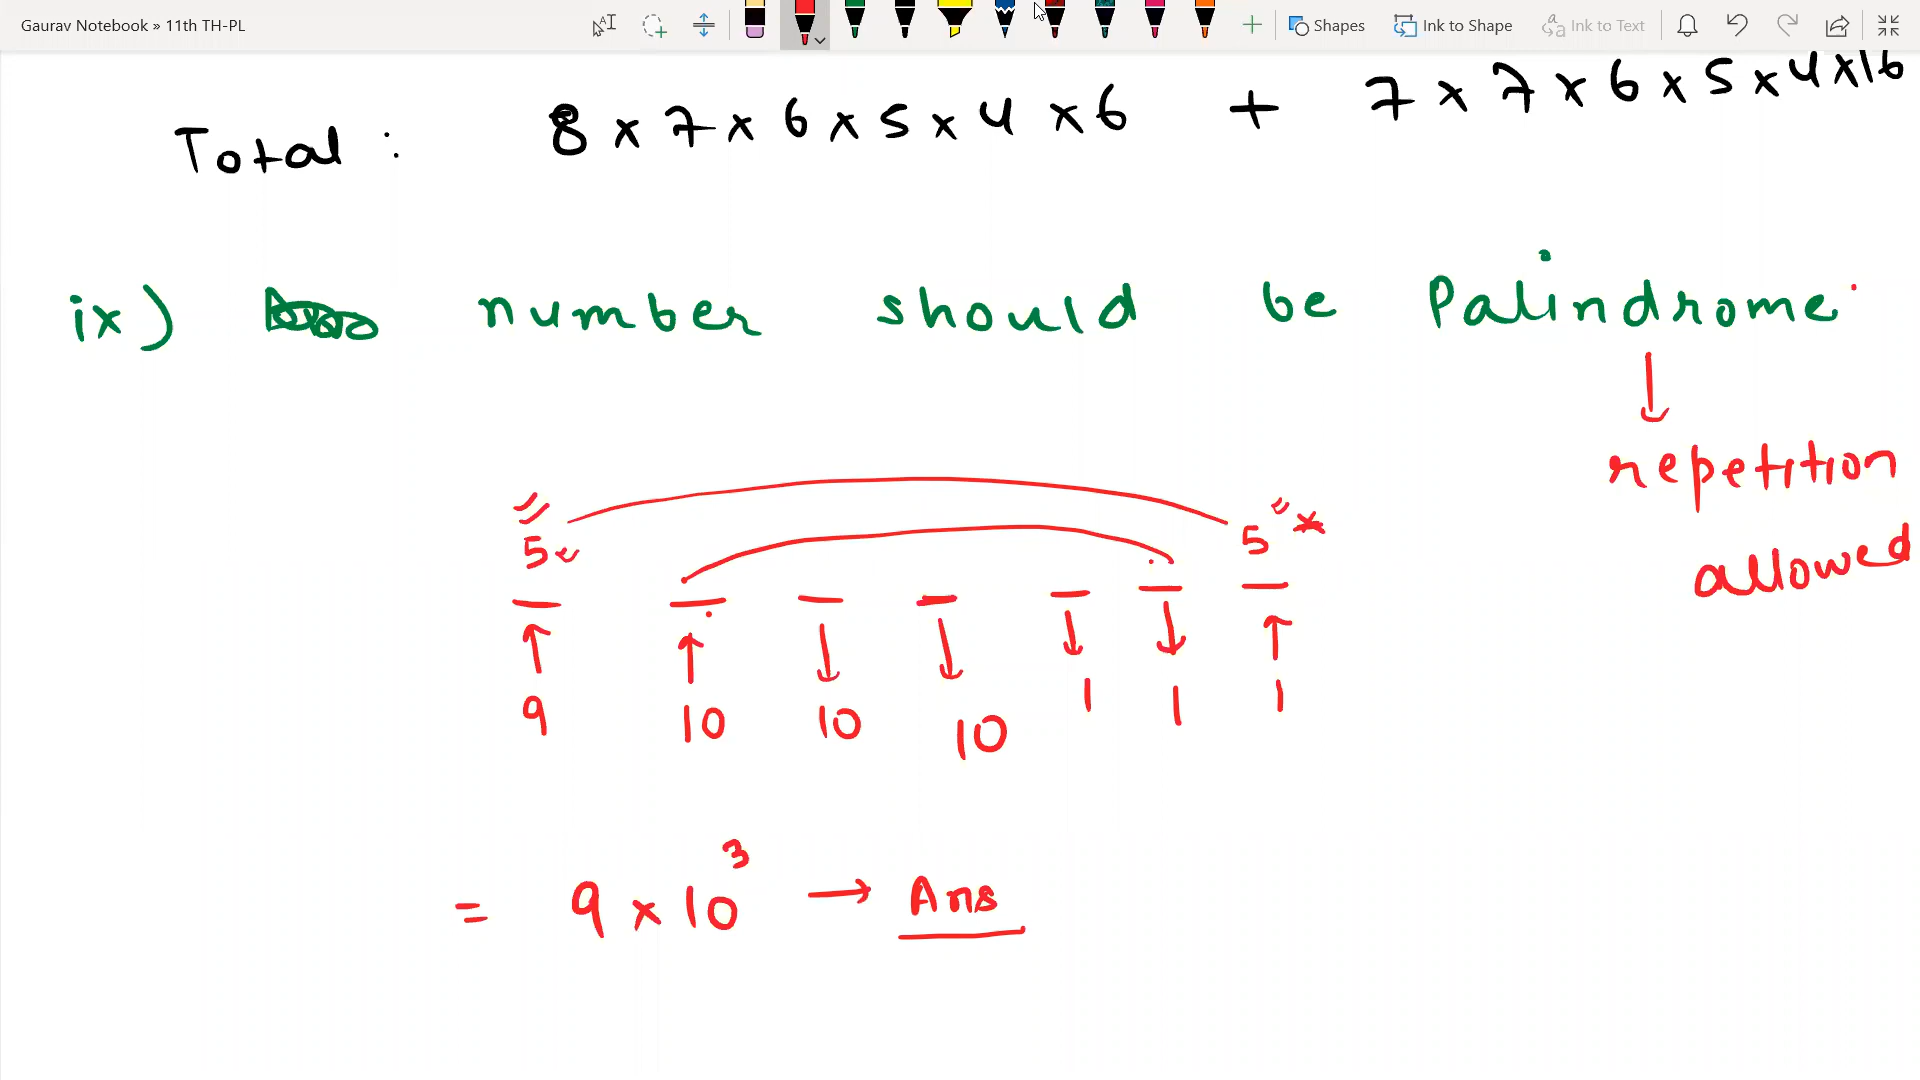 Gaurav Notebook » 11th TH-PL
Shapes Ink to Shape Ink to Text
Total : 8 × 7 × 6 × 5 × 4 × 6 + 7 × 7 × 6 × 5 × 4 × 16
ix) number should be Palindrome
repetition
allowed
5 5
9 10 10 10 1 1 1
= 9 × 10³ → Ans